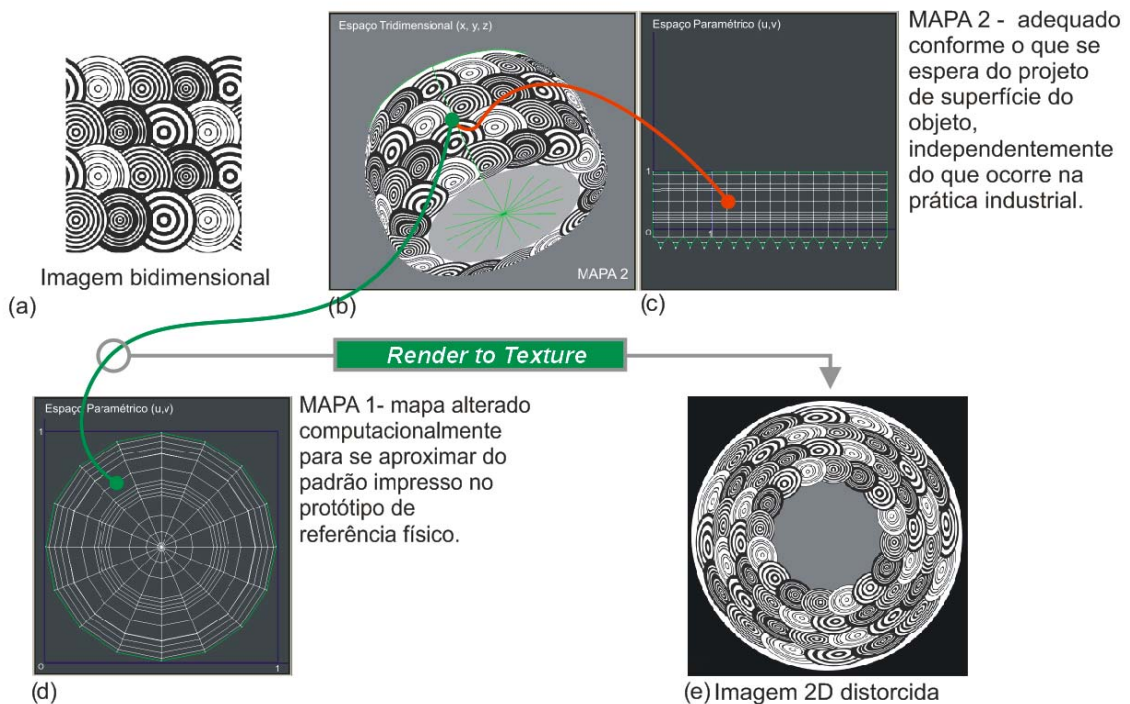 Imagem bidimensional
(a)
Espaço Tridimensional (x, y, z)
MAPA 2
(b)
Espaço Paramétrico (u,v)
1
0
1
(c)
MAPA 2 - adequado
conforme o que se
espera do projeto
de superfície do
objeto,
independentemente
do que ocorre na
prática industrial.
Render to Texture
Espaço Paramétrico (u,v)
1
0
1
(d)
MAPA 1- mapa alterado
computacionalmente
para se aproximar do
padrão impresso no
protótipo de
referência físico.
(e) Imagem 2D distorcida